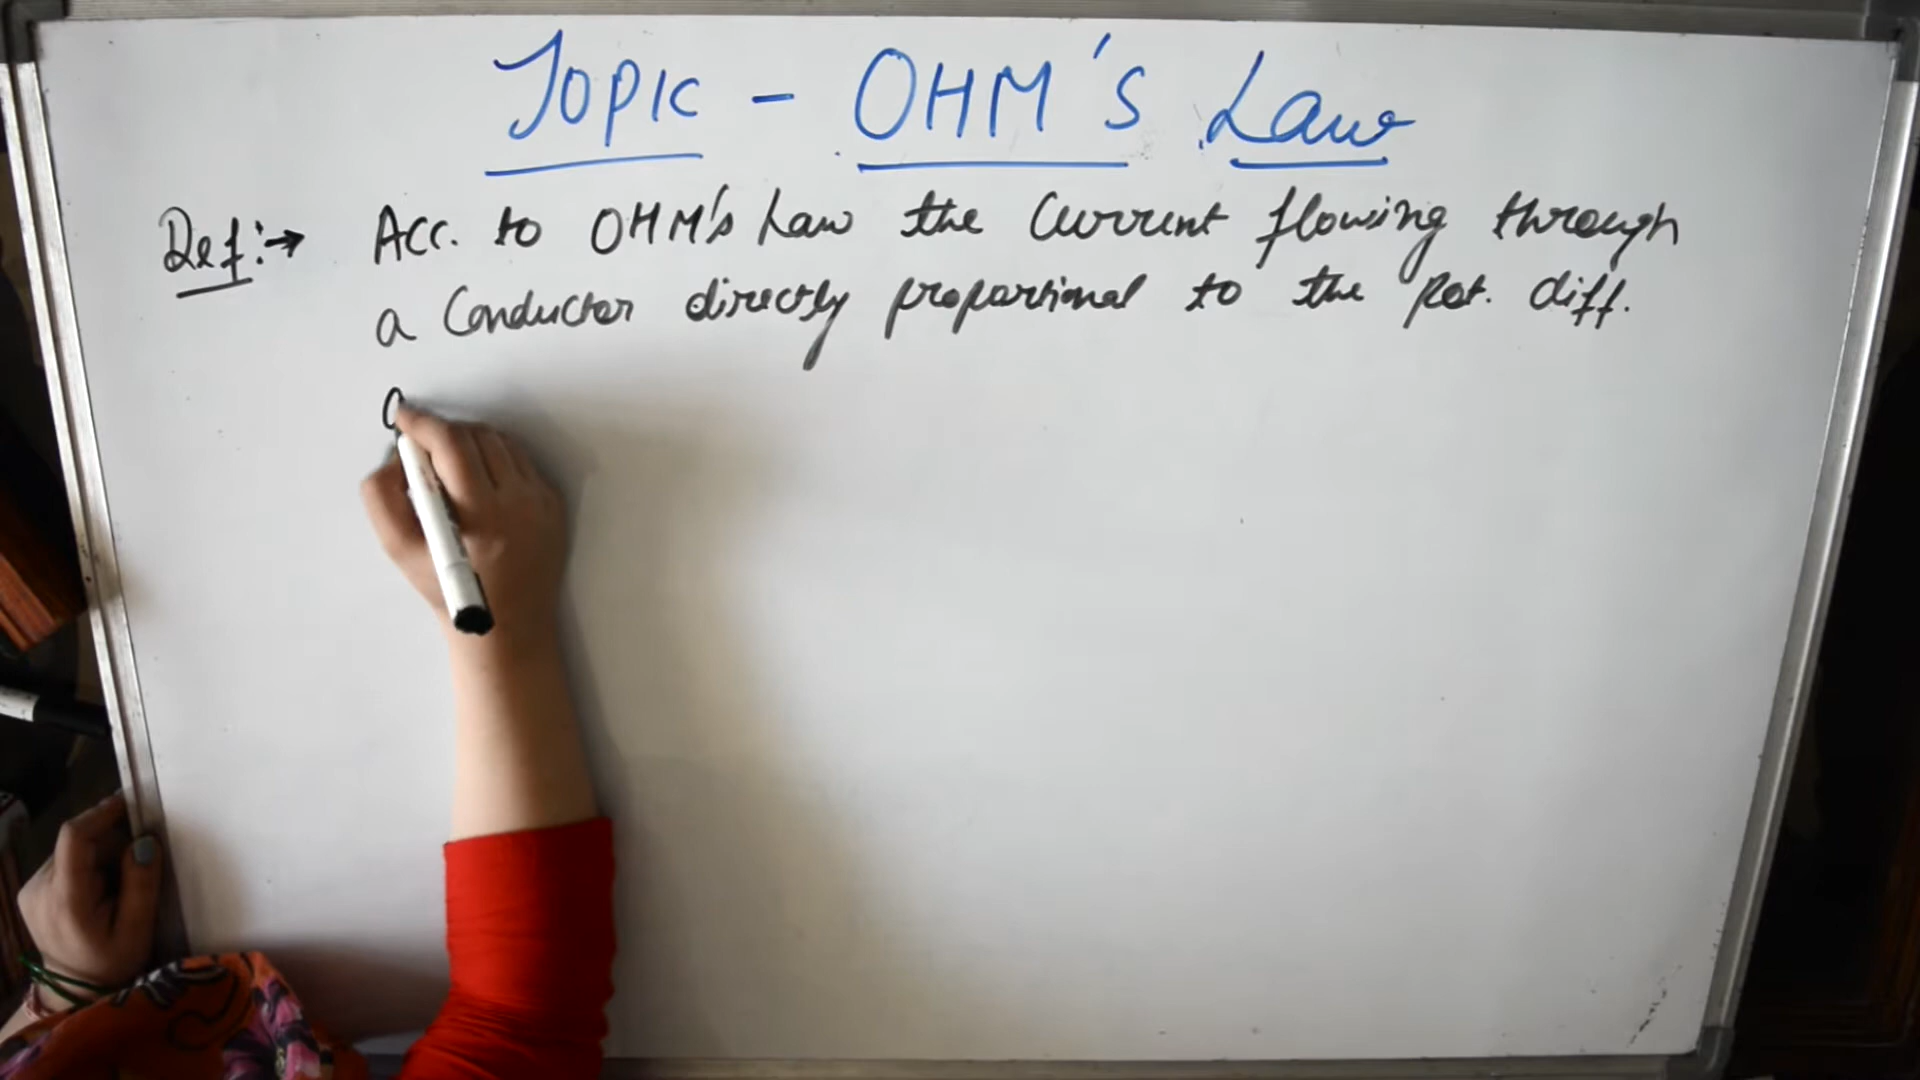 Topic - OHM's Law
Def:→ Acc. to OHM's Law the Current flowing through
a Conductor directly proportional to the Pot. diff.
a